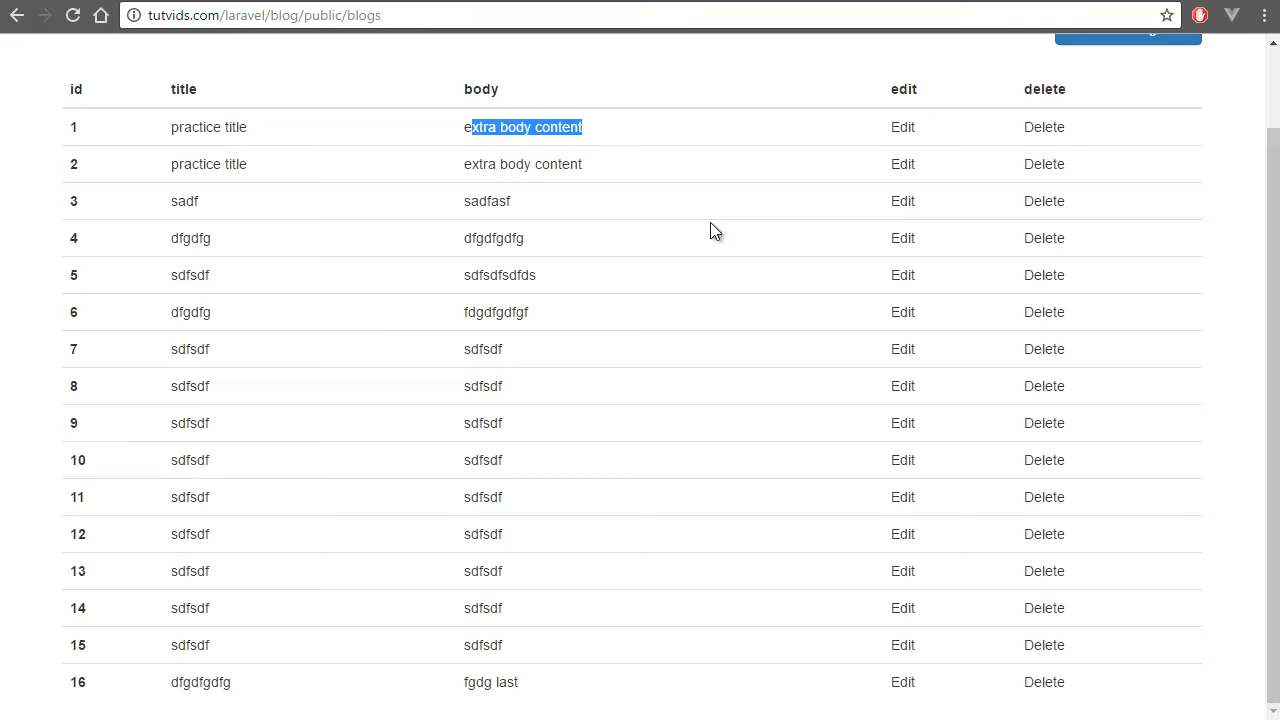 tutvids.com/laravel/blog/public/blogs
id title body edit delete
1 practice title extra body content Edit Delete
2 practice title extra body content Edit Delete
3 sadf sadfasf Edit Delete
4 dfgdfg dfgdfgdfg Edit Delete
5 sdfsdf sdfsdfsdfds Edit Delete
6 dfgdfg fdgdfgdfgf Edit Delete
7 sdfsdf sdfsdf Edit Delete
8 sdfsdf sdfsdf Edit Delete
9 sdfsdf sdfsdf Edit Delete
10 sdfsdf sdfsdf Edit Delete
11 sdfsdf sdfsdf Edit Delete
12 sdfsdf sdfsdf Edit Delete
13 sdfsdf sdfsdf Edit Delete
14 sdfsdf sdfsdf Edit Delete
15 sdfsdf sdfsdf Edit Delete
16 dfgdfgdfg fgdg last Edit Delete